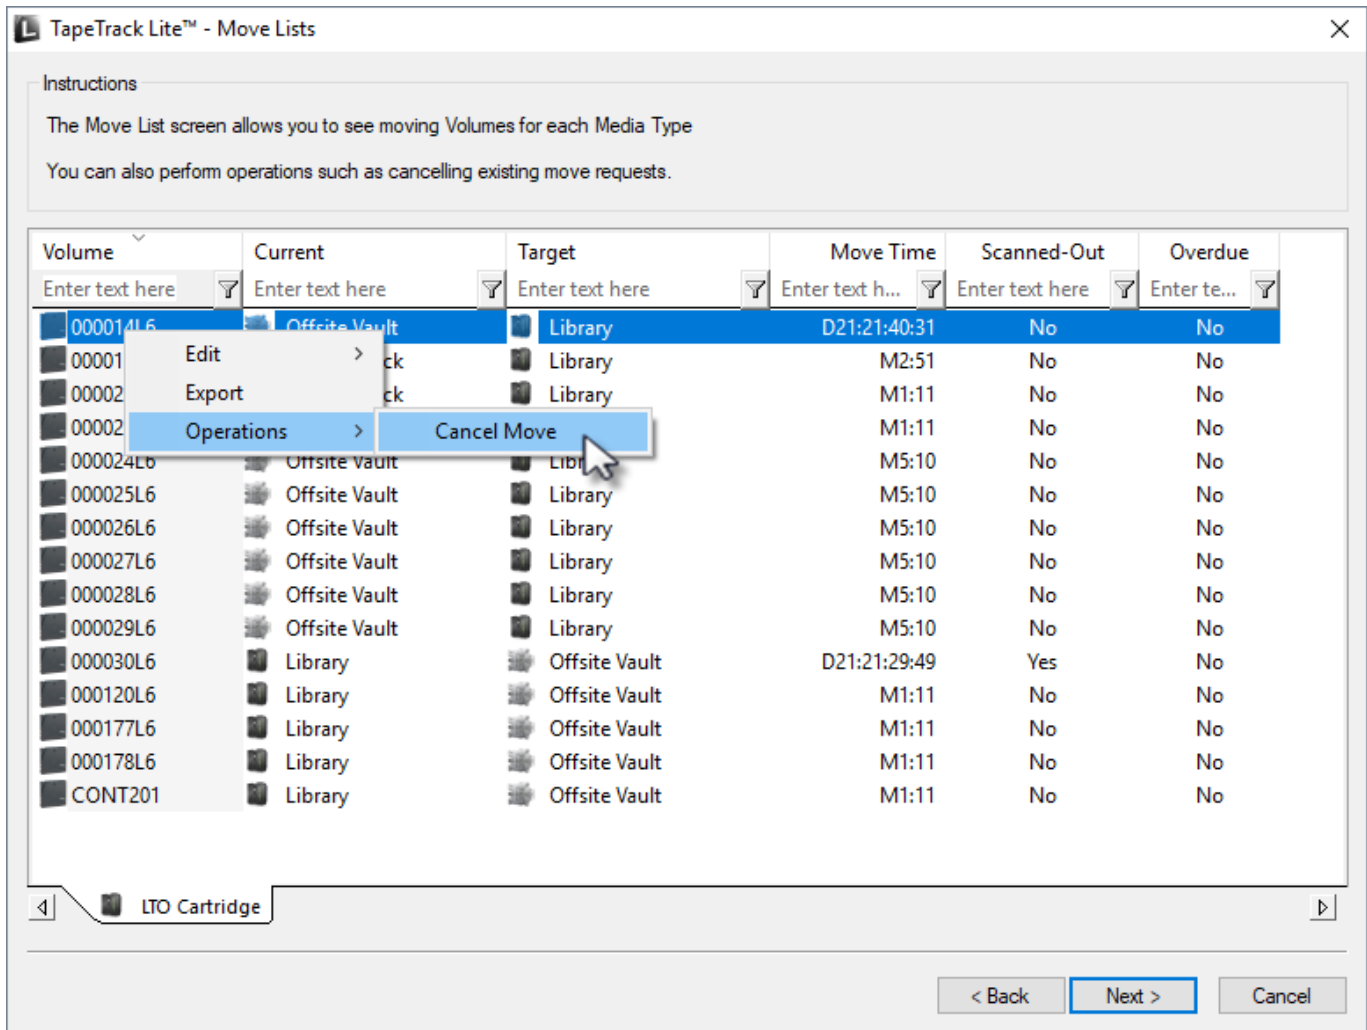 TapeTrack Lite™ - Move Lists
Instructions
The Move List screen allows you to see moving Volumes for each Media Type
You can also perform operations such as cancelling existing move requests.
Volume Current Target Move Time Scanned-Out Overdue
Enter text here Enter text here Enter text here Enter text h... Enter text here Enter te...
000014L6 Offsite Vault Library D21:21:40:31 No No
Edit
00001 ck Library M2:51 No No
Export
00002 ck Library M1:11 No No
Operations Cancel Move
00002 M1:11 No No
000024L6 Offsite Vault M5:10 No No
000025L6 Offsite Vault Library M5:10 No No
000026L6 Offsite Vault Library M5:10 No No
000027L6 Offsite Vault Library M5:10 No No
000028L6 Offsite Vault Library M5:10 No No
000029L6 Offsite Vault Library M5:10 No No
000030L6 Library Offsite Vault D21:21:29:49 Yes No
000120L6 Library Offsite Vault M1:11 No No
000177L6 Library Offsite Vault M1:11 No No
000178L6 Library Offsite Vault M1:11 No No
CONT201 Library Offsite Vault M1:11 No No
LTO Cartridge
< Back Next > Cancel